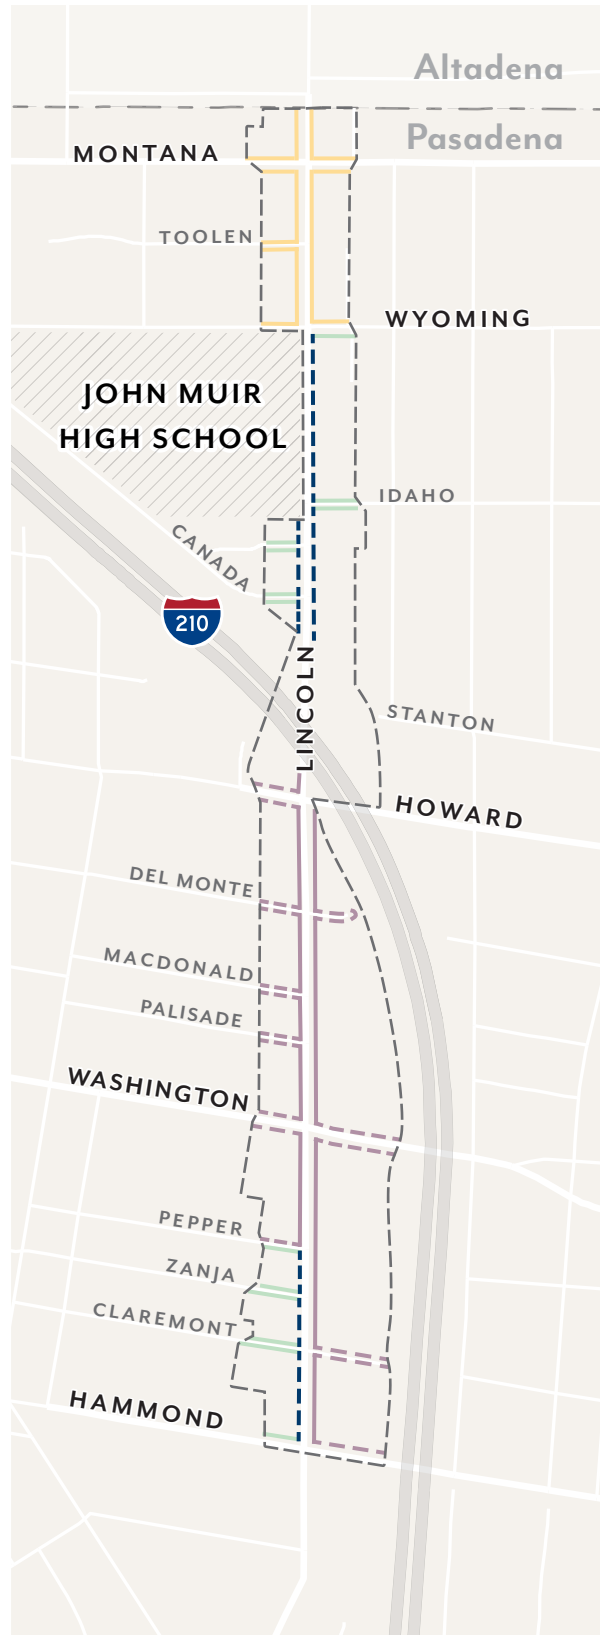 Altadena
Pasadena
MONTANA
TOOLEN
WYOMING
JOHN MUIR
HIGH SCHOOL
IDAHO
CANADA
210
LINCOLN
STANTON
HOWARD
DEL MONTE
MACDONALD
PALISADE
WASHINGTON
PEPPER
ZANJA
CLAREMONT
HAMMOND